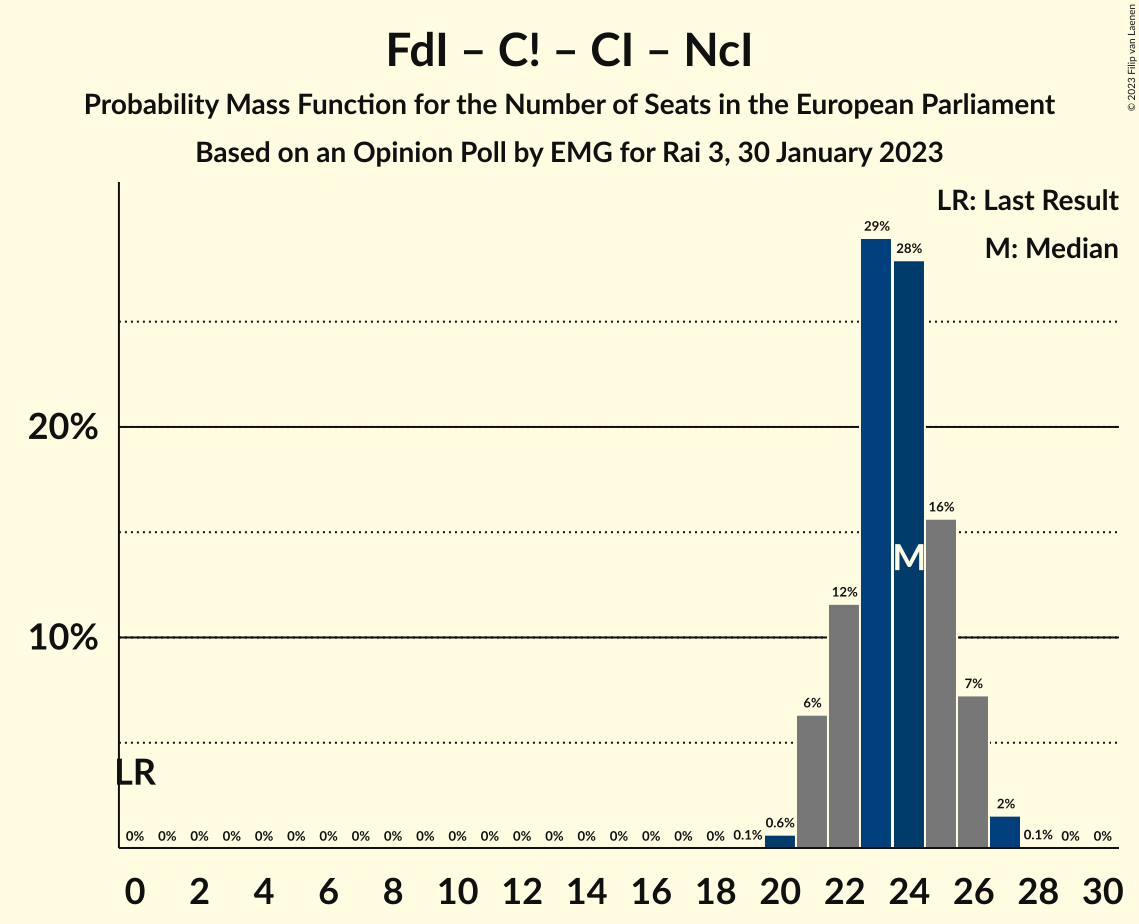 FdI – C! – CI – NcI
Probability Mass Function for the Number of Seats in the European Parliament
Based on an Opinion Poll by EMG for Rai 3, 30 January 2023
© 2023 Filip van Laenen
LR: Last Result
M: Median
29%
28%
20%
16%
M
12%
10%
7%
6%
LR
2%
0.6%
0% 0% 0% 0% 0% 0% 0% 0% 0% 0% 0% 0% 0% 0% 0% 0% 0% 0% 0% 0.1% 0.1% 0% 0%
0 2 4 6 8 10 12 14 16 18 20 22 24 26 28 30